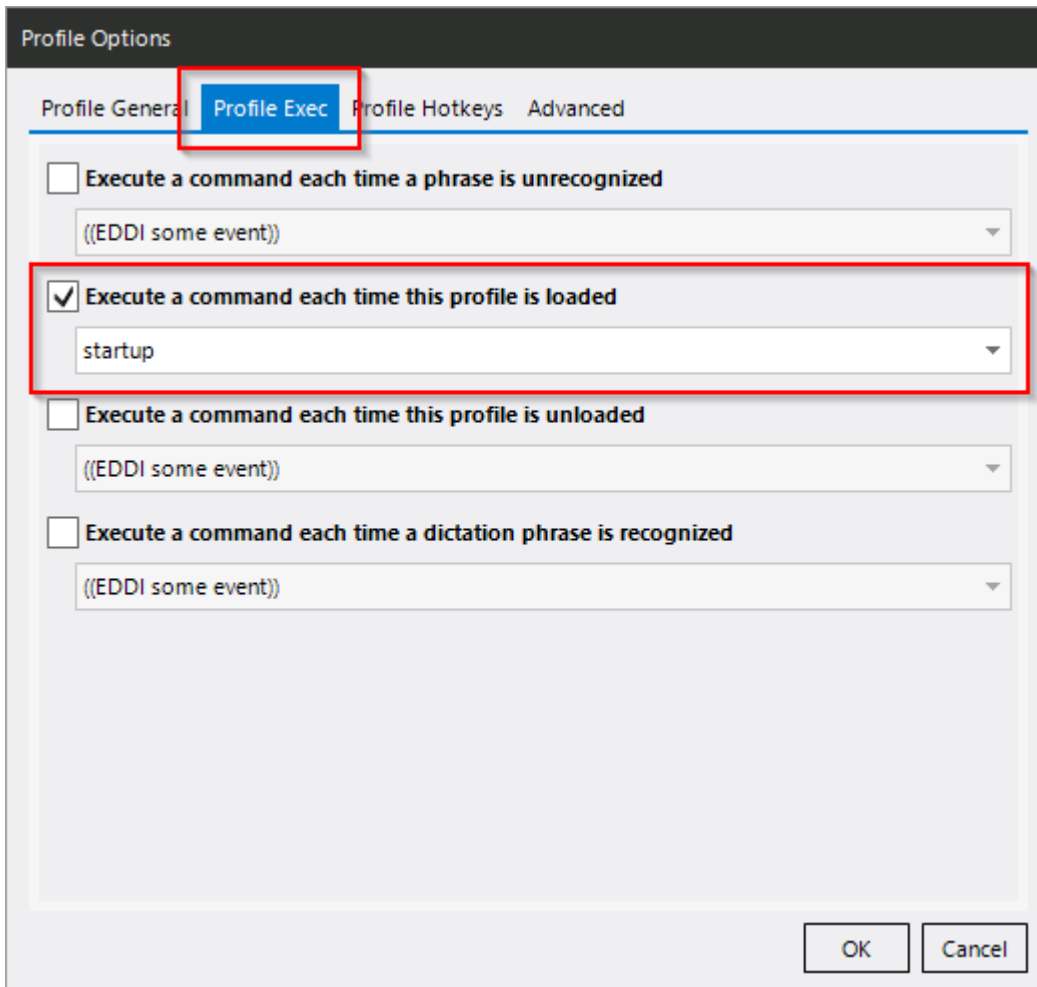 Profile Options
Profile General Profile Exec Profile Hotkeys Advanced
Execute a command each time a phrase is unrecognized
((EDDI some event))
Execute a command each time this profile is loaded
startup
Execute a command each time this profile is unloaded
((EDDI some event))
Execute a command each time a dictation phrase is recognized
((EDDI some event))
OK Cancel